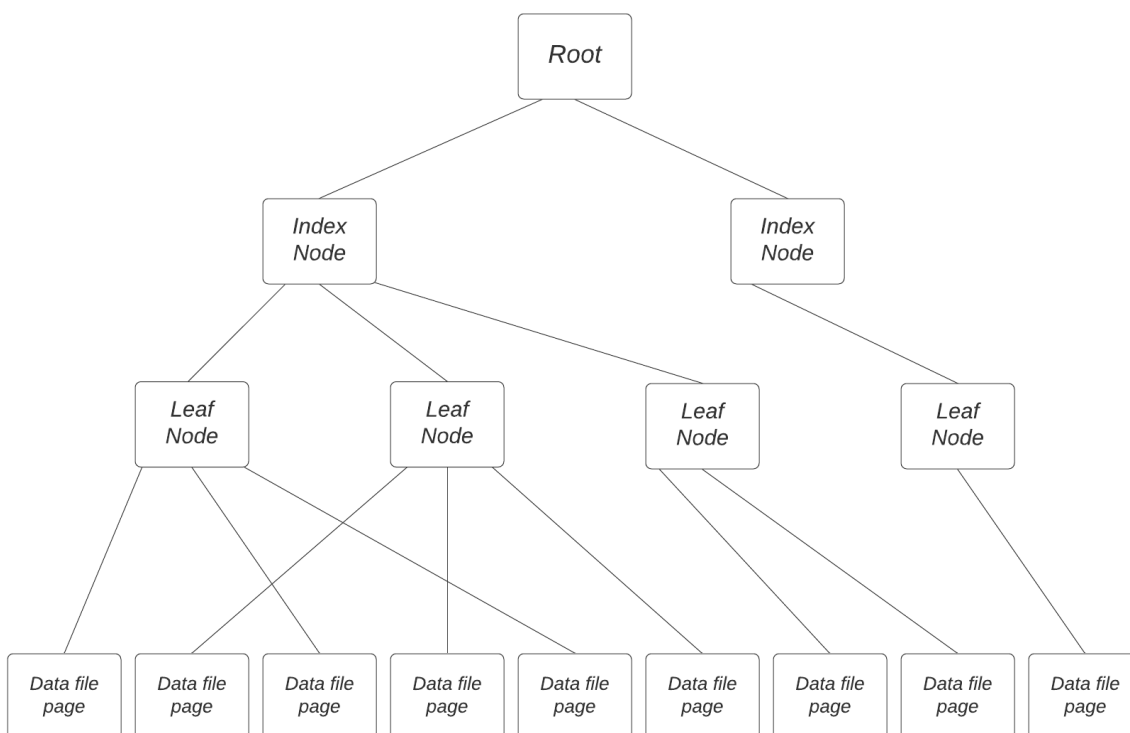 Root
Index
Node
Index
Node
Leaf
Node
Leaf
Node
Leaf
Node
Leaf
Node
Data file
page
Data file
page
Data file
page
Data file
page
Data file
page
Data file
page
Data file
page
Data file
page
Data file
page